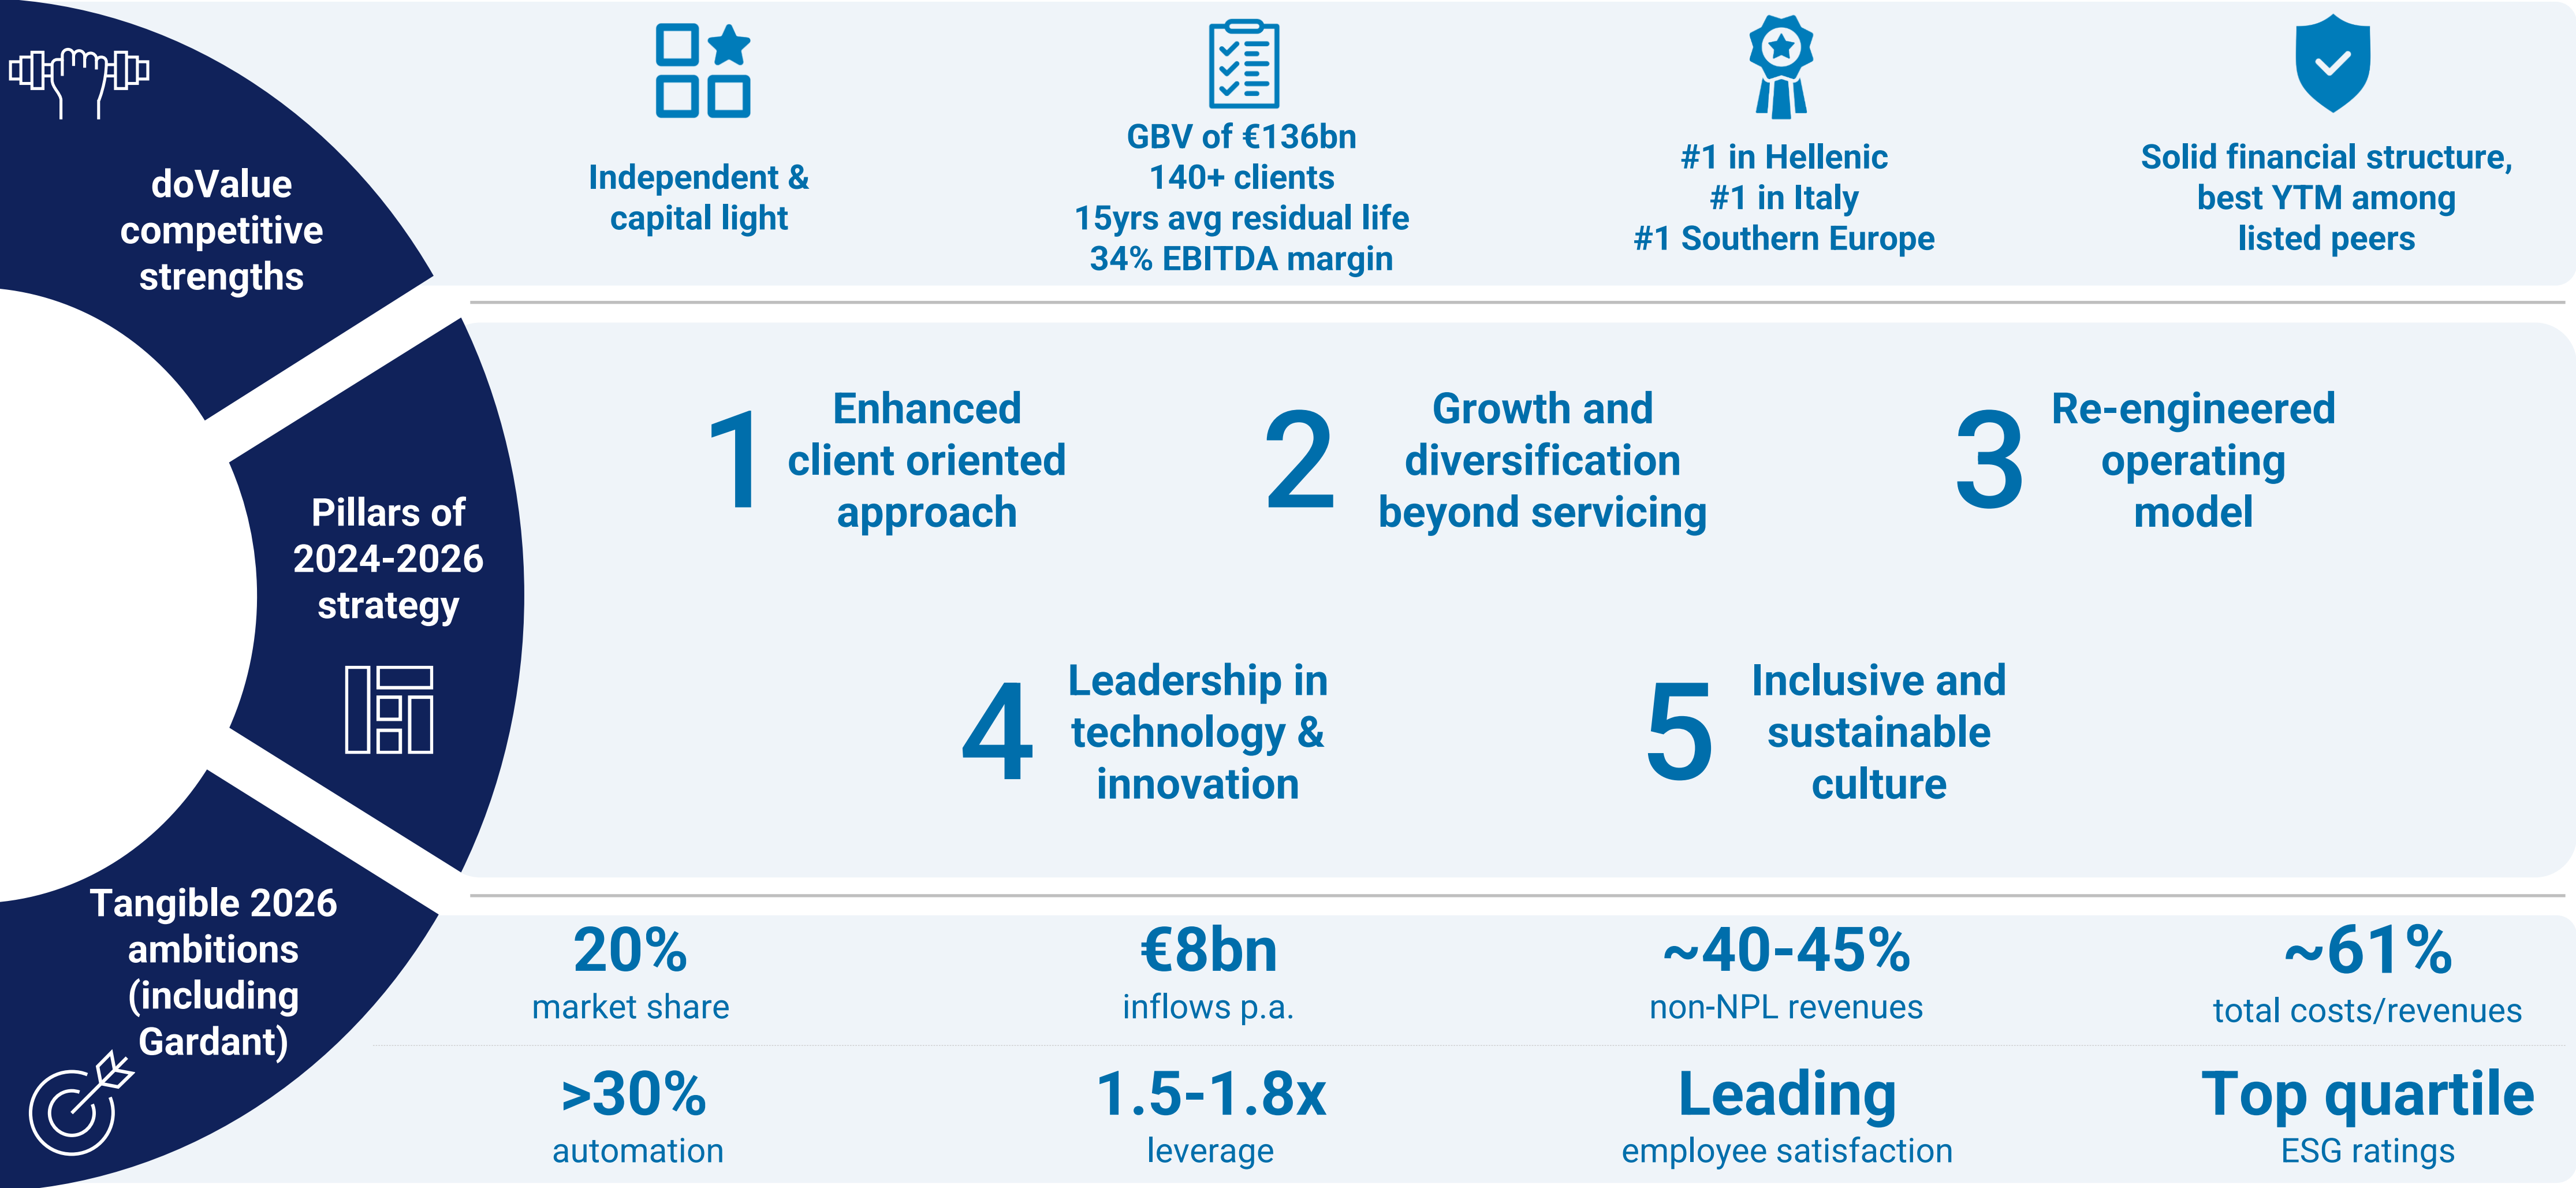 doValue
competitive
strengths
Independent &
capital light
GBV of €136bn
140+ clients
15yrs avg residual life
34% EBITDA margin
#1 in Hellenic
#1 in Italy
#1 Southern Europe
Solid financial structure,
best YTM among
listed peers
Pillars of
2024-2026
strategy
1
Enhanced
client oriented
approach
2
Growth and
diversification
beyond servicing
3
Re-engineered
operating
model
4
Leadership in
technology &
innovation
5
Inclusive and
sustainable
culture
Tangible 2026
ambitions
(including
Gardant)
20%
market share
€8bn
inflows p.a.
~40-45%
non-NPL revenues
~61%
total costs/revenues
>30%
automation
1.5-1.8x
leverage
Leading
employee satisfaction
Top quartile
ESG ratings